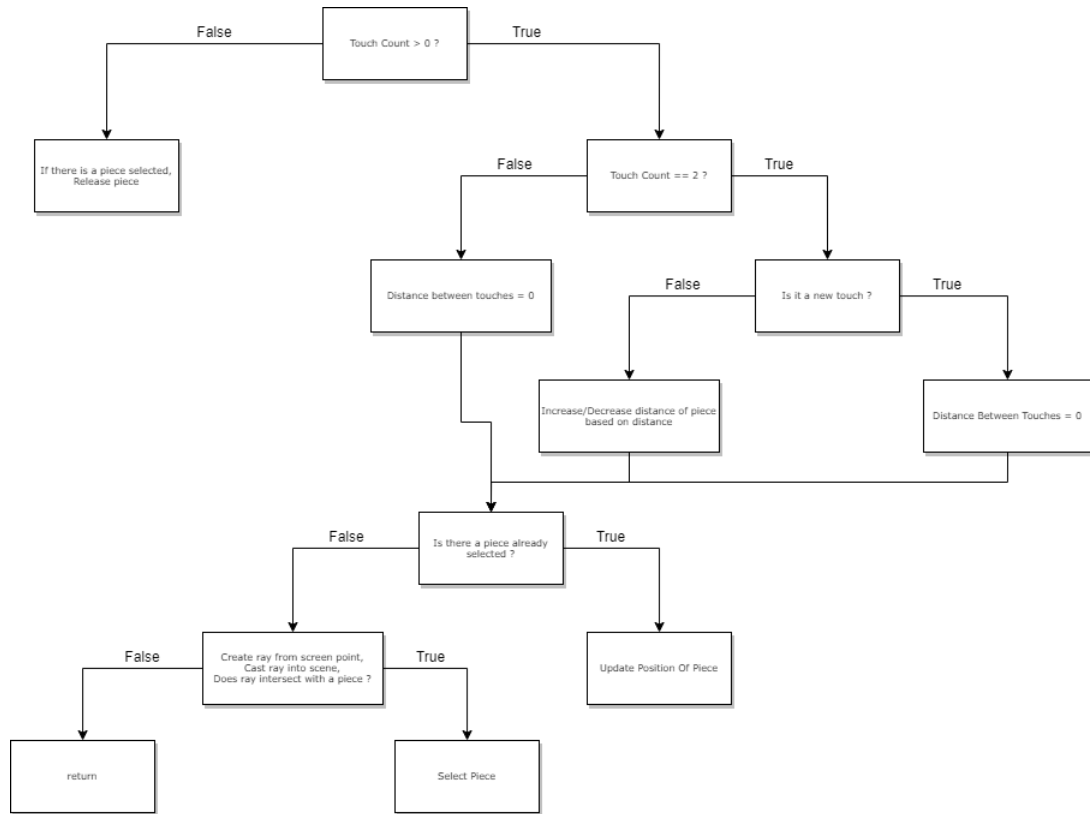 False
Touch Count > 0 ?
True
If there is a piece selected,
Release piece
False
Touch Count == 2 ?
True
Distance between touches = 0
False
Is it a new touch ?
True
Increase/Decrease distance of piece
based on distance
Distance Between Touches = 0
False
Is there a piece already
selected ?
True
False
Create ray from screen point,
Cast ray into scene,
Does ray intersect with a piece ?
True
Update Position Of Piece
return
Select Piece